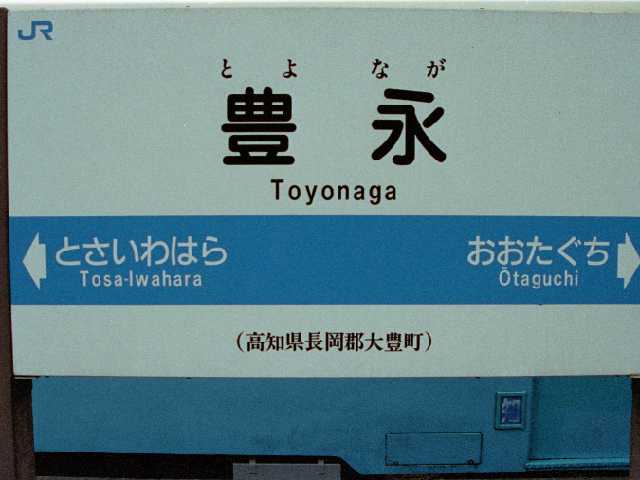 JR
とよ なが
豊 永
Toyonaga
とさいわはら おおたぐち
Tosa-Iwahara Ōtaguchi
(高知県長岡郡大豊町)